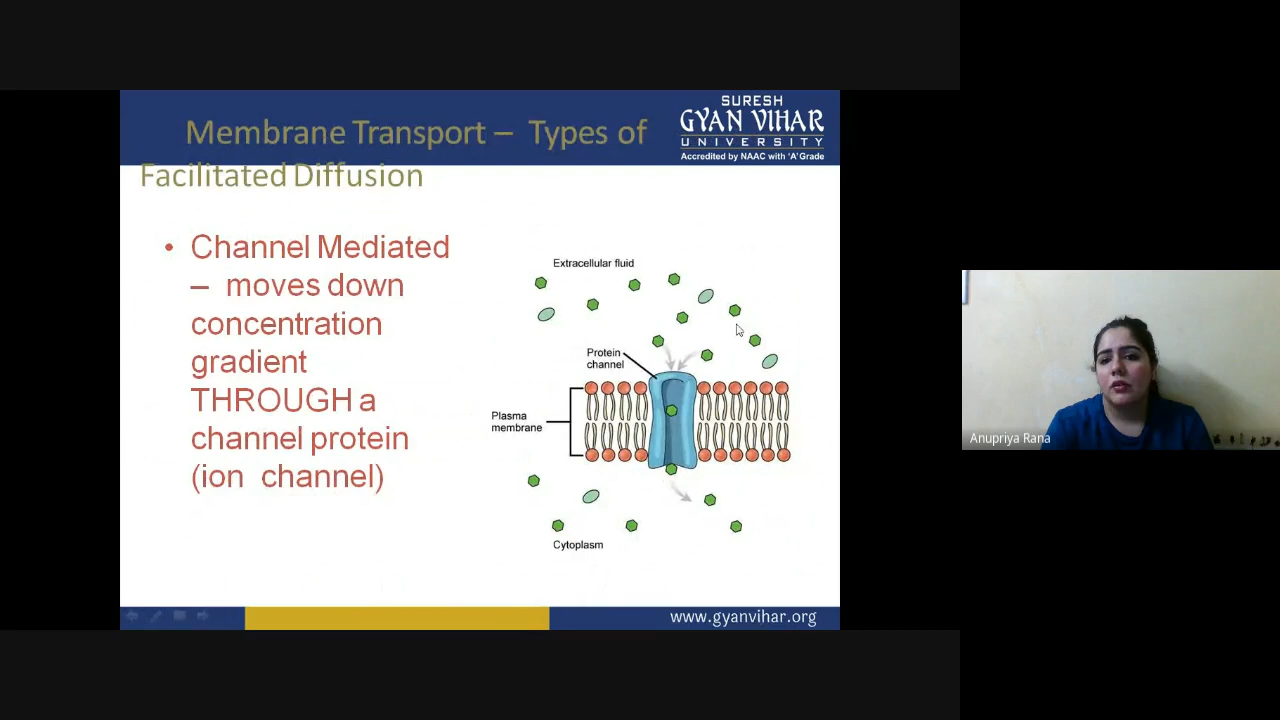 Membrane Transport – Types of
Facilitated Diffusion
SURESH
GYAN VIHAR
UNIVERSITY
Accredited by NAAC with 'A' Grade
• Channel Mediated
– moves down
concentration
gradient
THROUGH a
channel protein
(ion channel)
Extracellular fluid
Protein
channel
Plasma
membrane
Cytoplasm
www.gyanvihar.org
Anupriya Rana